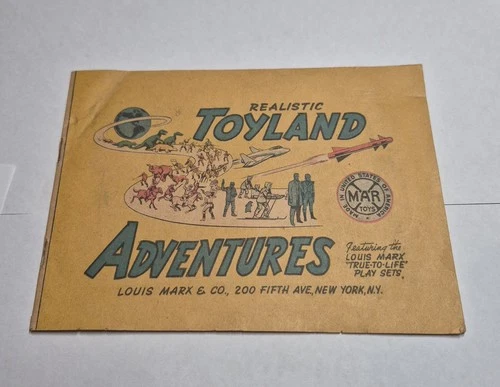 REALISTIC
TOYLAND
MADE IN UNITED STATES OF AMERICA
MAR
TOYS
ADVENTURES
Featuring the
LOUIS MARX
"TRUE-TO-LIFE"
PLAY SETS.
LOUIS MARX & CO., 200 FIFTH AVE, NEW YORK, N.Y.